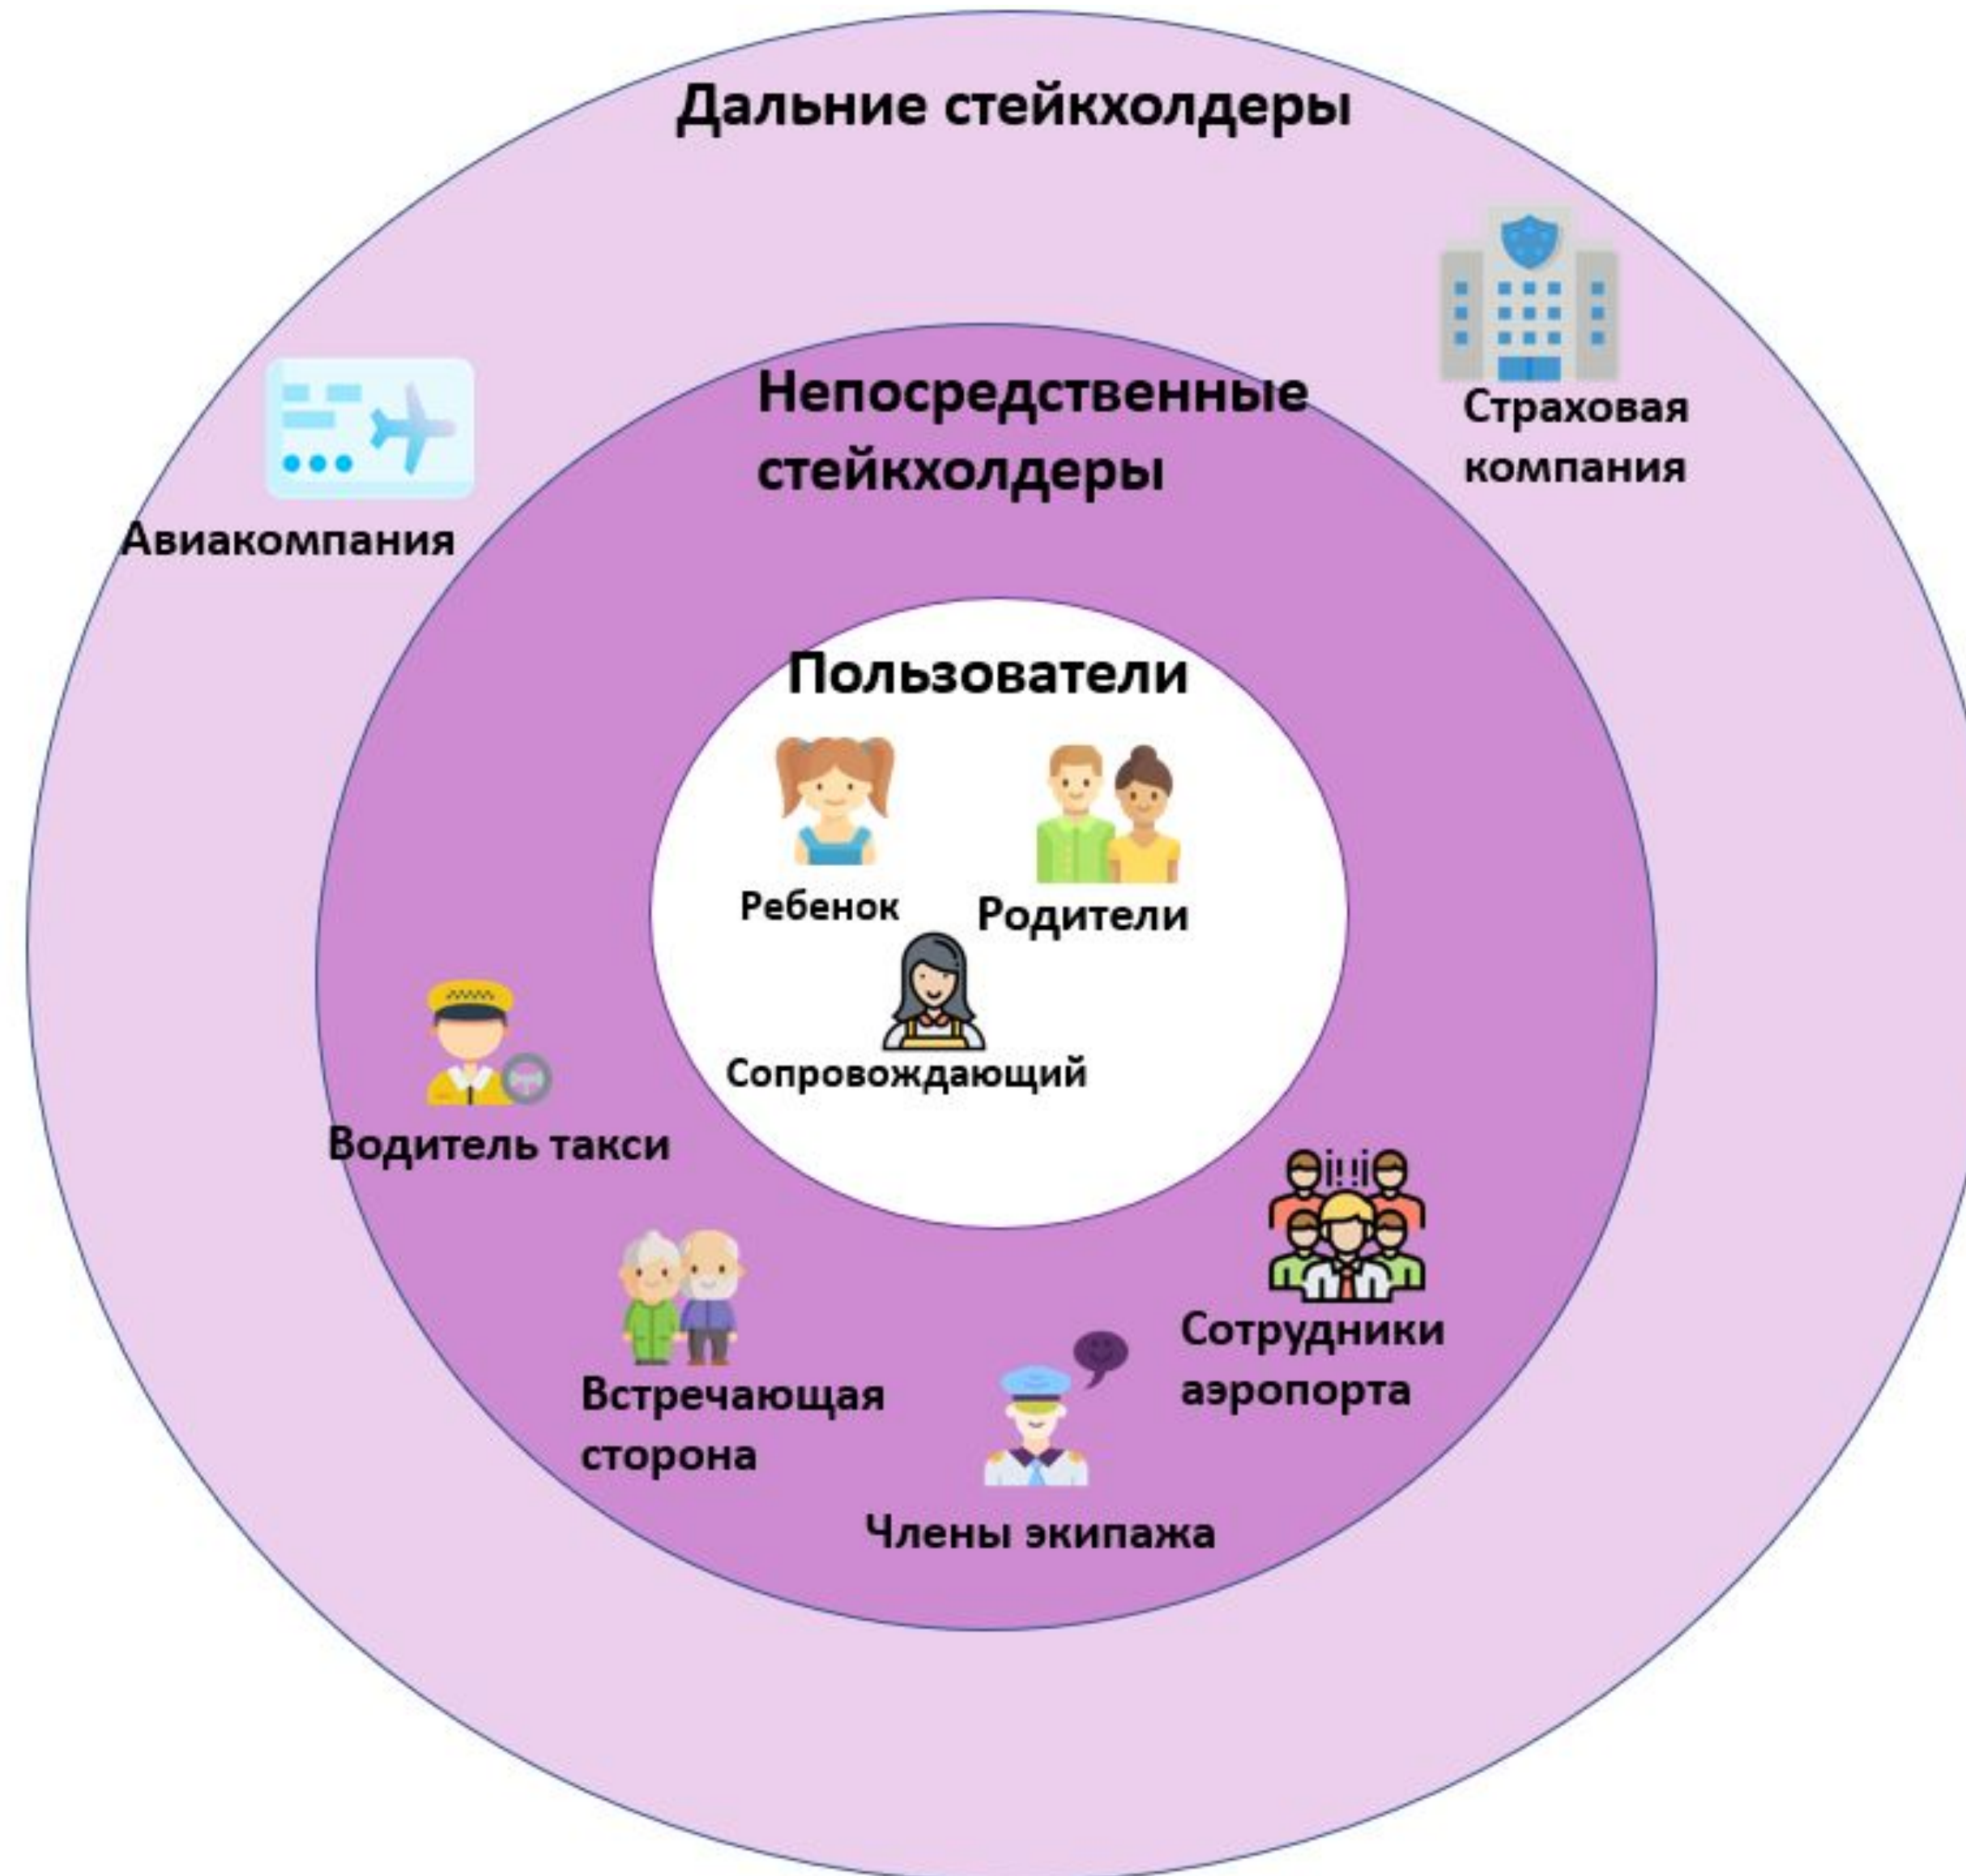 Дальние стейкхолдеры
Страховая
компания
Авиакомпания
Непосредственные
стейкхолдеры
Пользователи
Ребенок
Родители
Сопровождающий
Водитель такси
Встречающая
сторона
Сотрудники
аэропорта
Члены экипажа